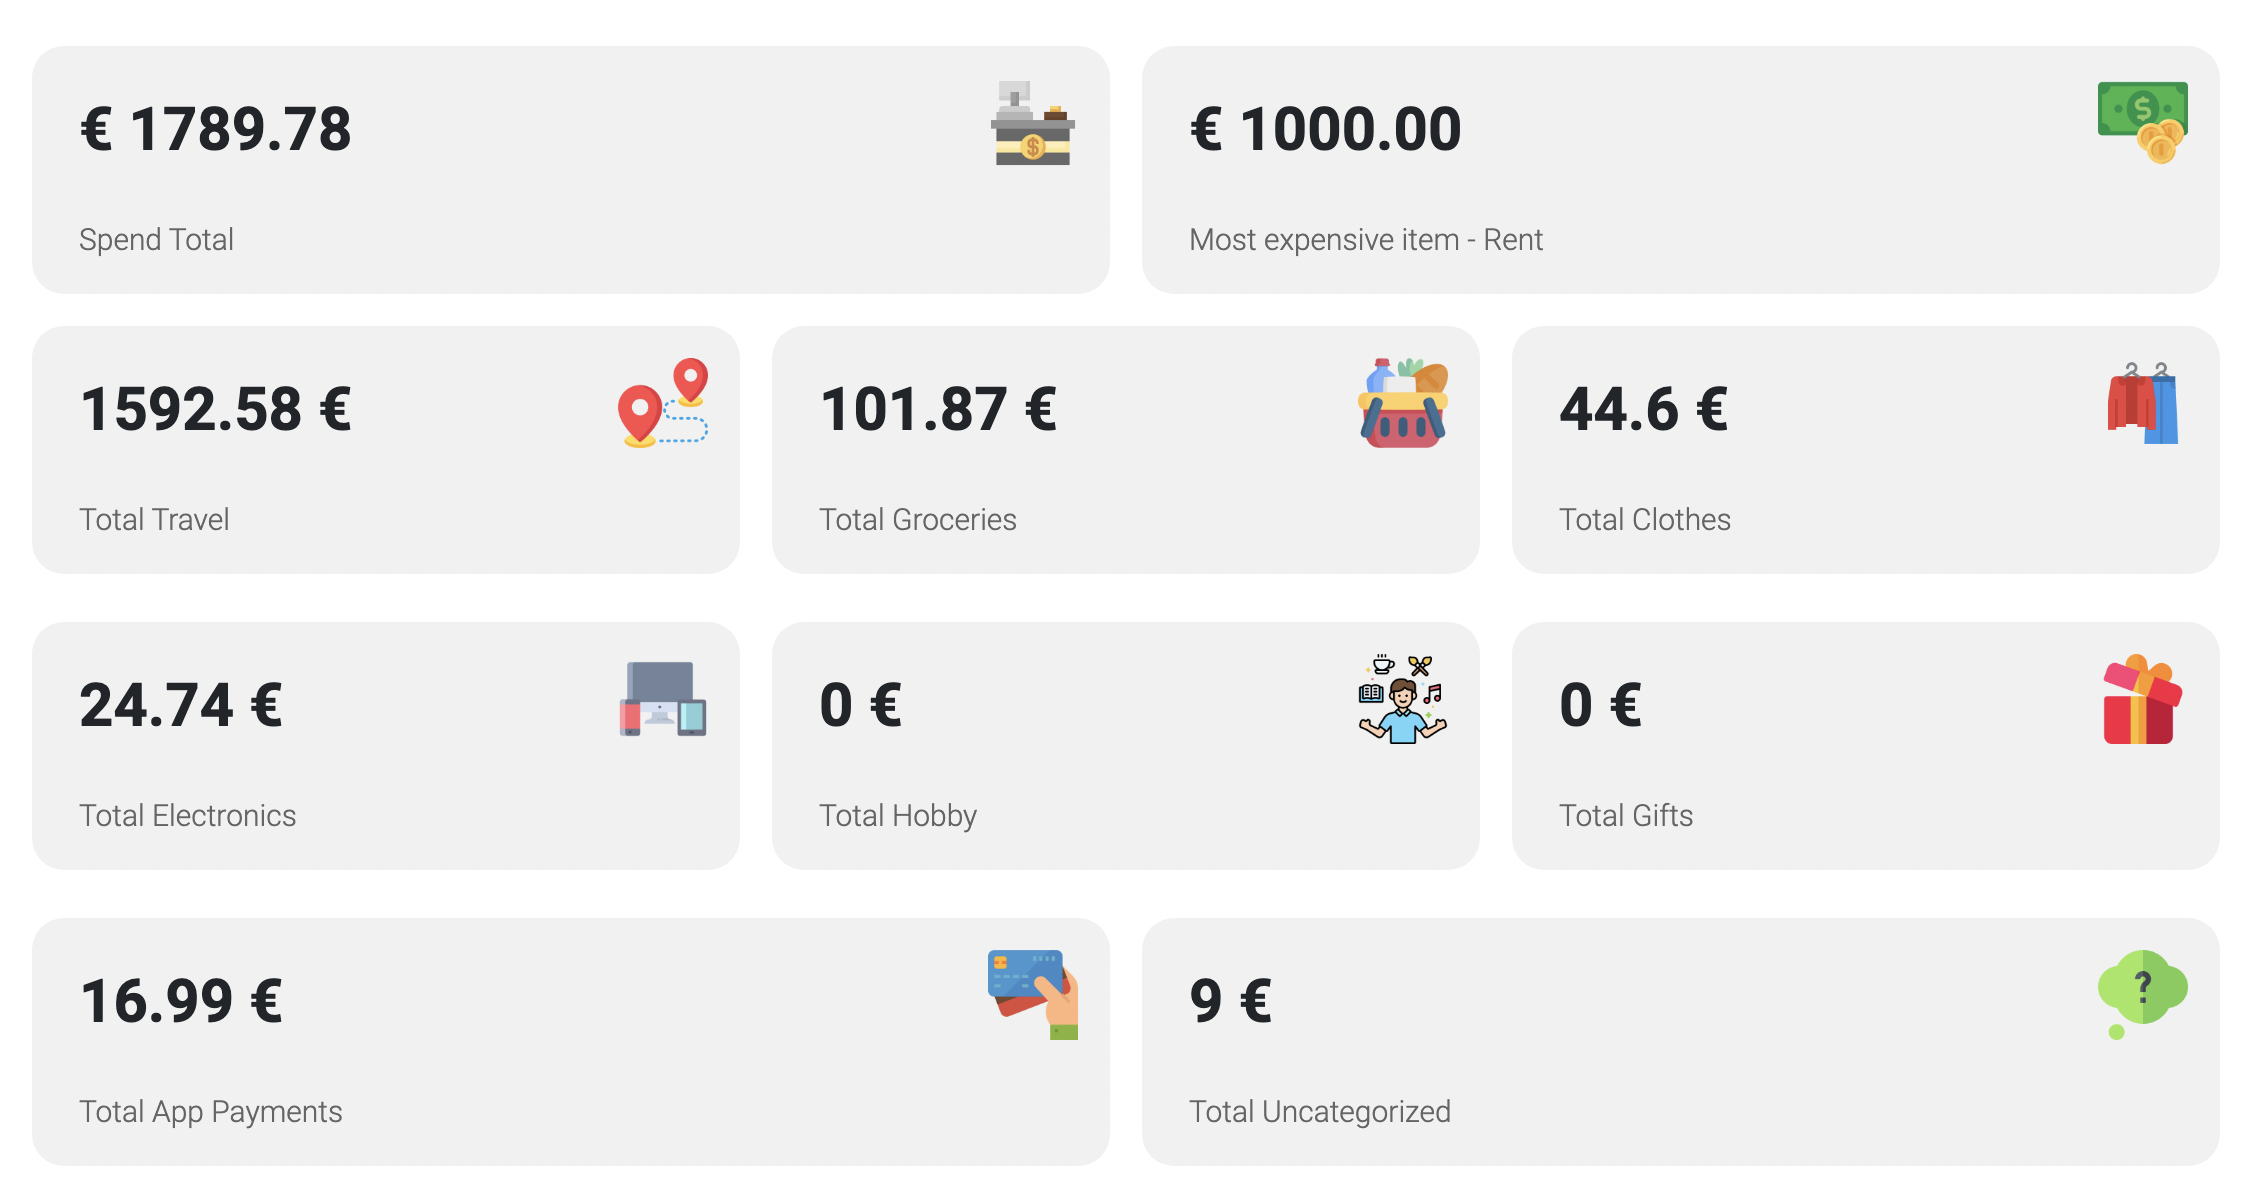 € 1789.78
Spend Total
€ 1000.00
Most expensive item - Rent
1592.58 €
Total Travel
101.87 €
Total Groceries
44.6 €
Total Clothes
24.74 €
Total Electronics
0 €
Total Hobby
0 €
Total Gifts
16.99 €
Total App Payments
9 €
Total Uncategorized